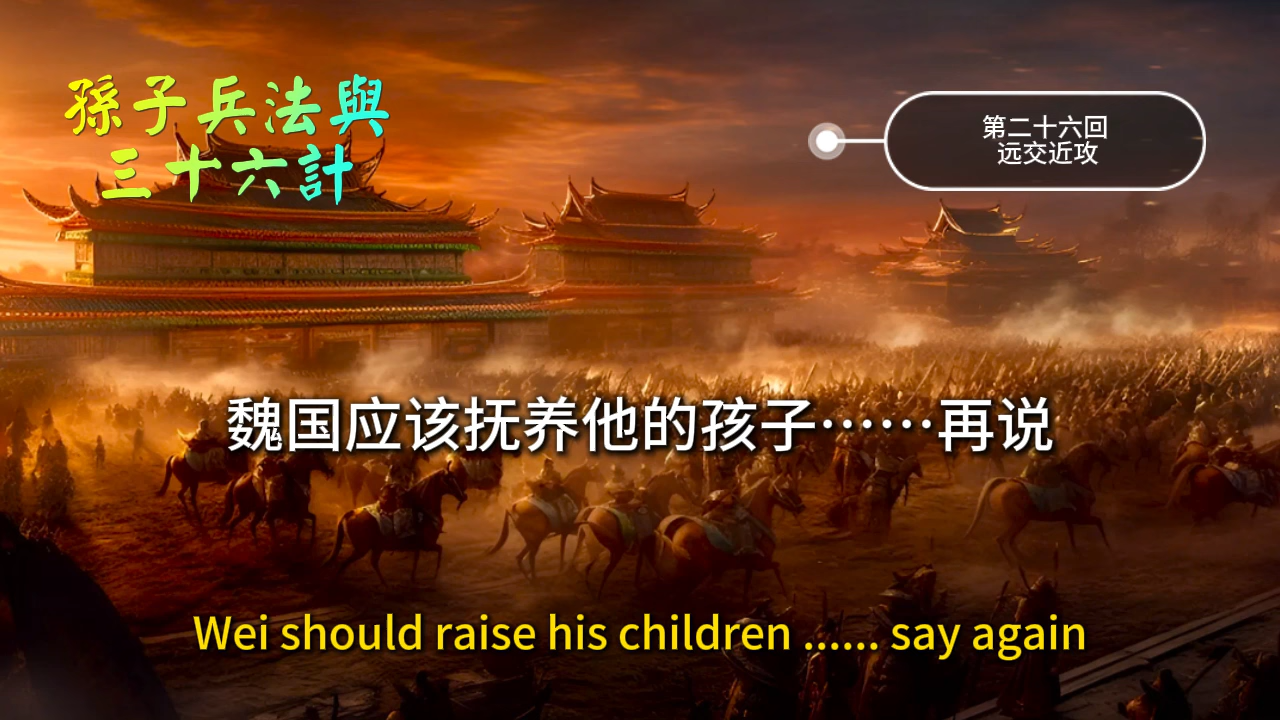 孫子兵法與
三十六計
第二十六回
远交近攻
魏国应该抚养他的孩子……再说
Wei should raise his children ...... say again